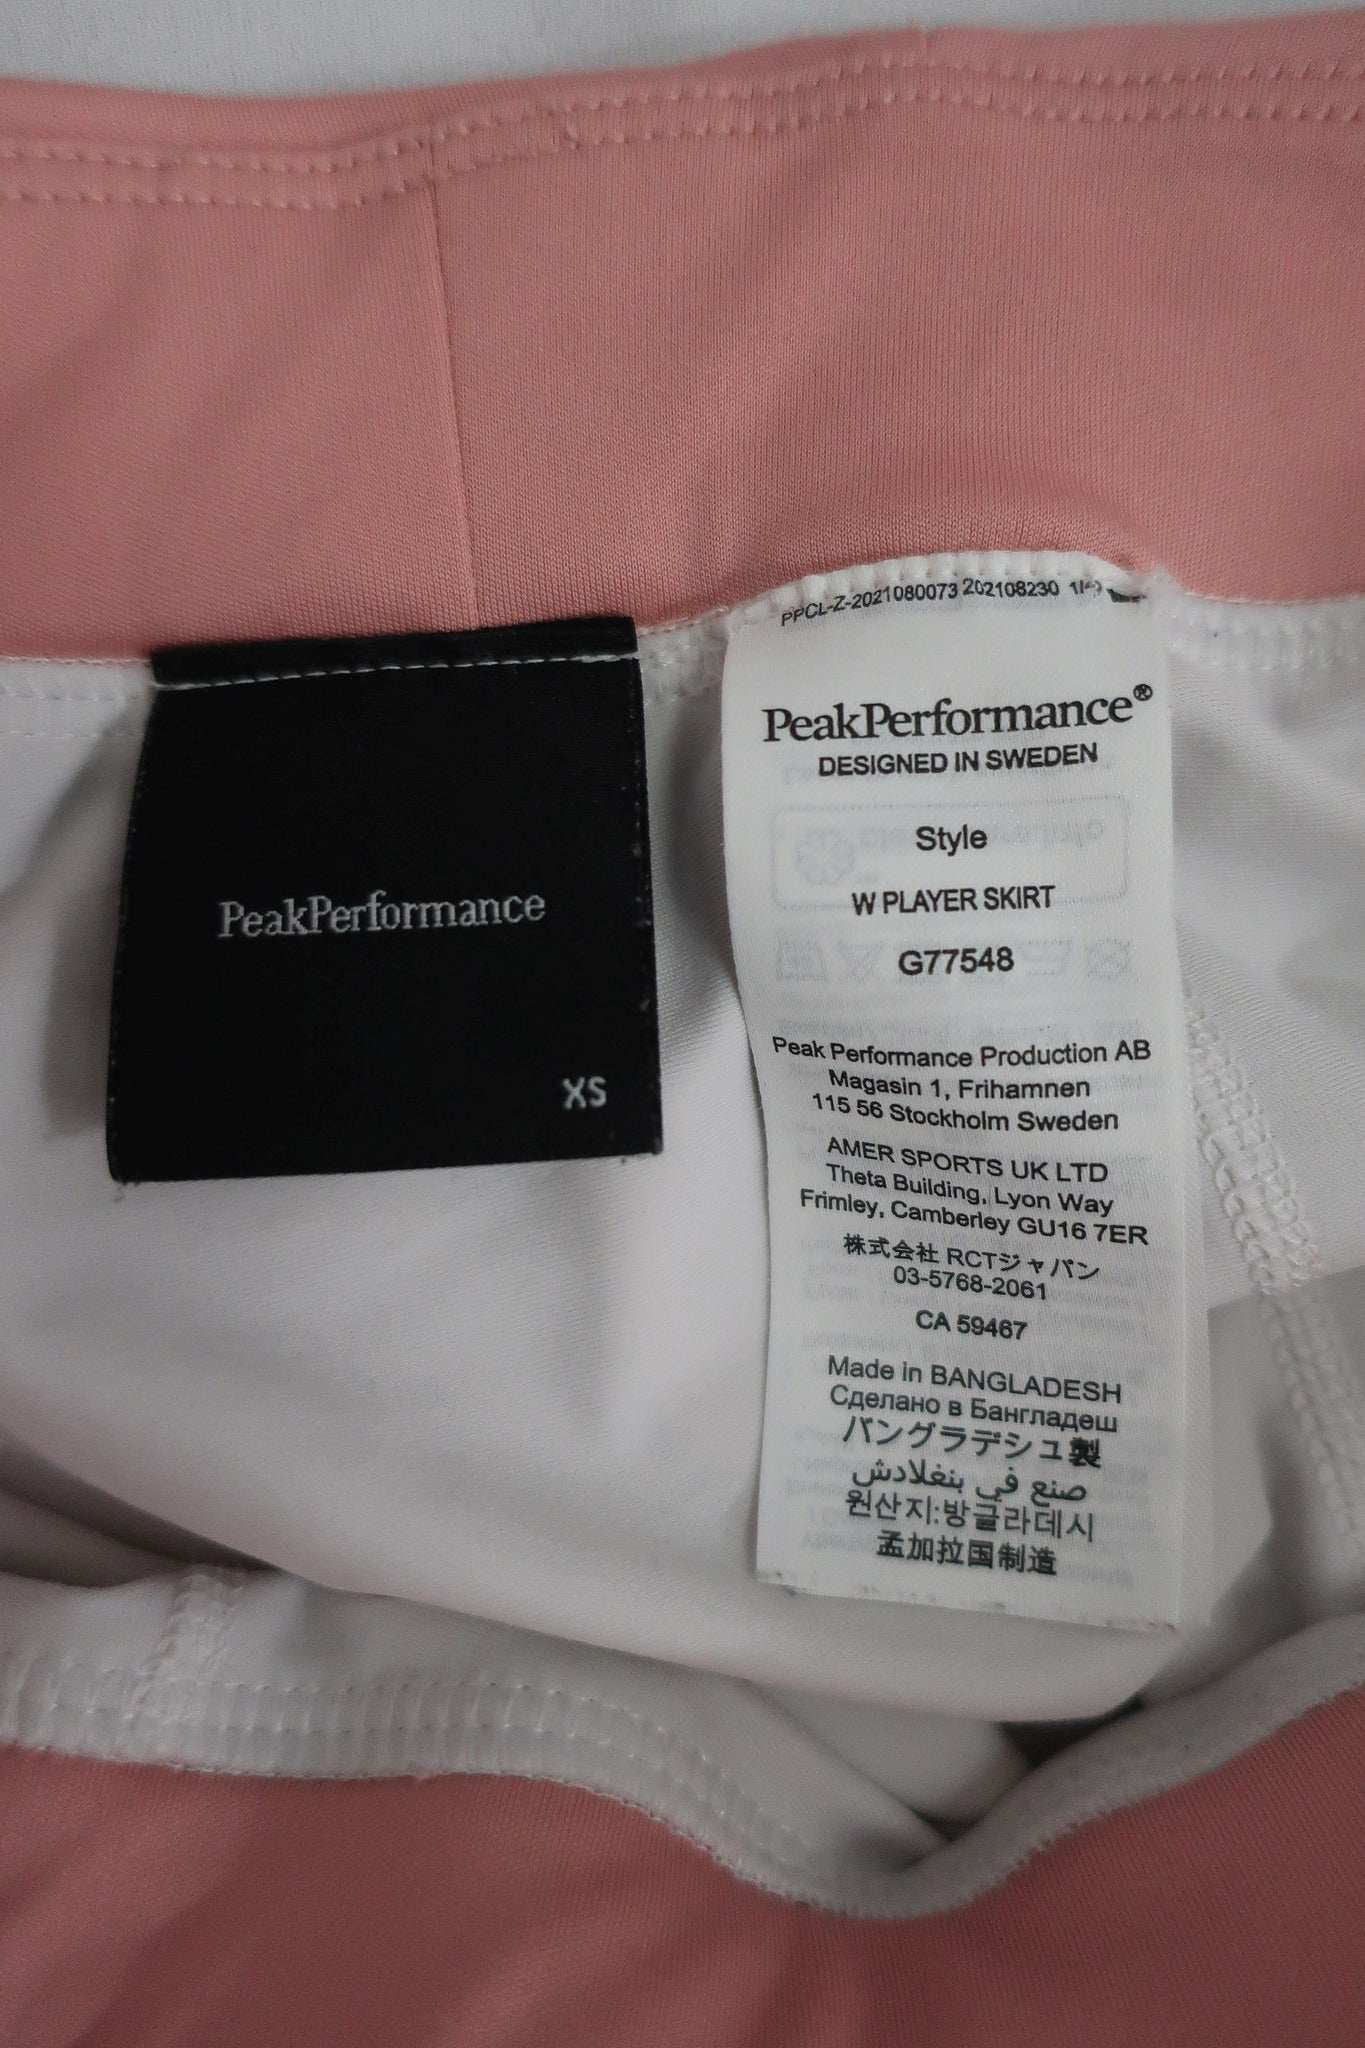 PeakPerformance
XS
PPCL-Z-2021080073 202108230
PeakPerformance®
DESIGNED IN SWEDEN
Style
W PLAYER SKIRT
G77548
Peak Performance Production AB
Magasin 1, Frihamnen
115 56 Stockholm Sweden
AMER SPORTS UK LTD
Theta Building, Lyon Way
Frimley, Camberley GU16 7ER
株式会社 RCTジャパン
03-5768-2061
CA 59467
Made in BANGLADESH
Сделано в Бангладеш
バングラデシュ製
صنع في بنغلادش
원산지:방글라데시
孟加拉国制造